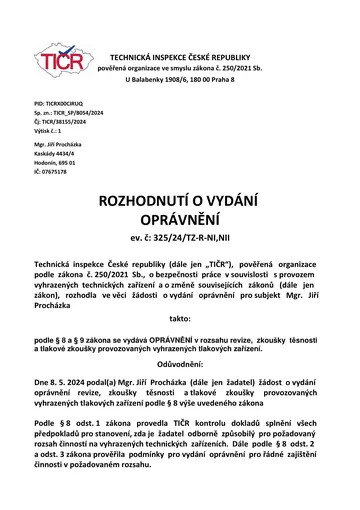 TIČR
TECHNICKÁ INSPEKCE ČESKÉ REPUBLIKY
pověřená organizace ve smyslu zákona č. 250/2021 Sb.
U Balabenky 1908/6, 180 00 Praha 8
PID: TICRX00CIRUQ
Sp. zn.: TICR_SP/8054/2024
Čj: TICR/38155/2024
Výtisk č.: 1
Mgr. Jiří Procházka
Kaskády 4434/4
Hodonín, 695 01
IČ: 07675178
ROZHODNUTÍ O VYDÁNÍ
OPRÁVNĚNÍ
ev. č: 325/24/TZ-R-NI,NII
Technická inspekce České republiky (dále jen „TIČR"), pověřená organizace
podle zákona č. 250/2021 Sb., o bezpečnosti práce v souvislosti s provozem
vyhrazených technických zařízení a o změně souvisejících zákonů (dále jen
zákon), rozhodla ve věci žádosti o vydání oprávnění pro subjekt Mgr. Jiří
Procházka
takto:
podle § 8 a § 9 zákona se vydává OPRÁVNĚNÍ v rozsahu revize, zkoušky těsnosti
a tlakové zkoušky provozovaných vyhrazených tlakových zařízení.
Odůvodnění:
Dne 8. 5. 2024 podal(a) Mgr. Jiří Procházka (dále jen žadatel) žádost o vydání
oprávnění revize, zkoušky těsnosti a tlakové zkoušky provozovaných
vyhrazených tlakových zařízení podle § 8 výše uvedeného zákona
Podle § 8 odst. 1 zákona provedla TIČR kontrolu dokladů splnění všech
předpokladů pro stanovení, zda je žadatel odborně způsobilý pro požadovaný
rozsah činností na vyhrazených technických zařízeních. Dále podle § 8 odst. 2
a odst. 3 zákona prověřila podmínky pro vydání oprávnění pro řádné zajištění
činností v požadovaném rozsahu.